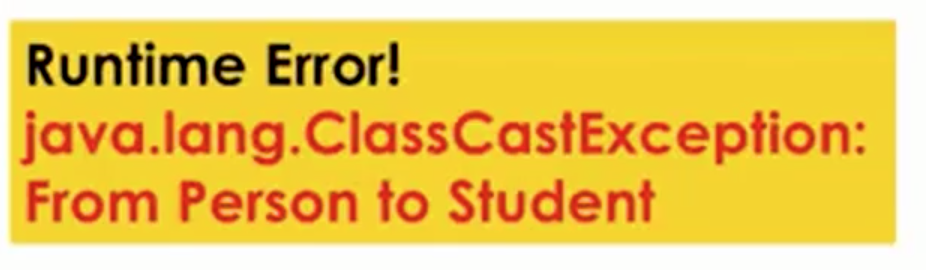 Runtime Error!
java.lang.ClassCastException:
From Person to Student